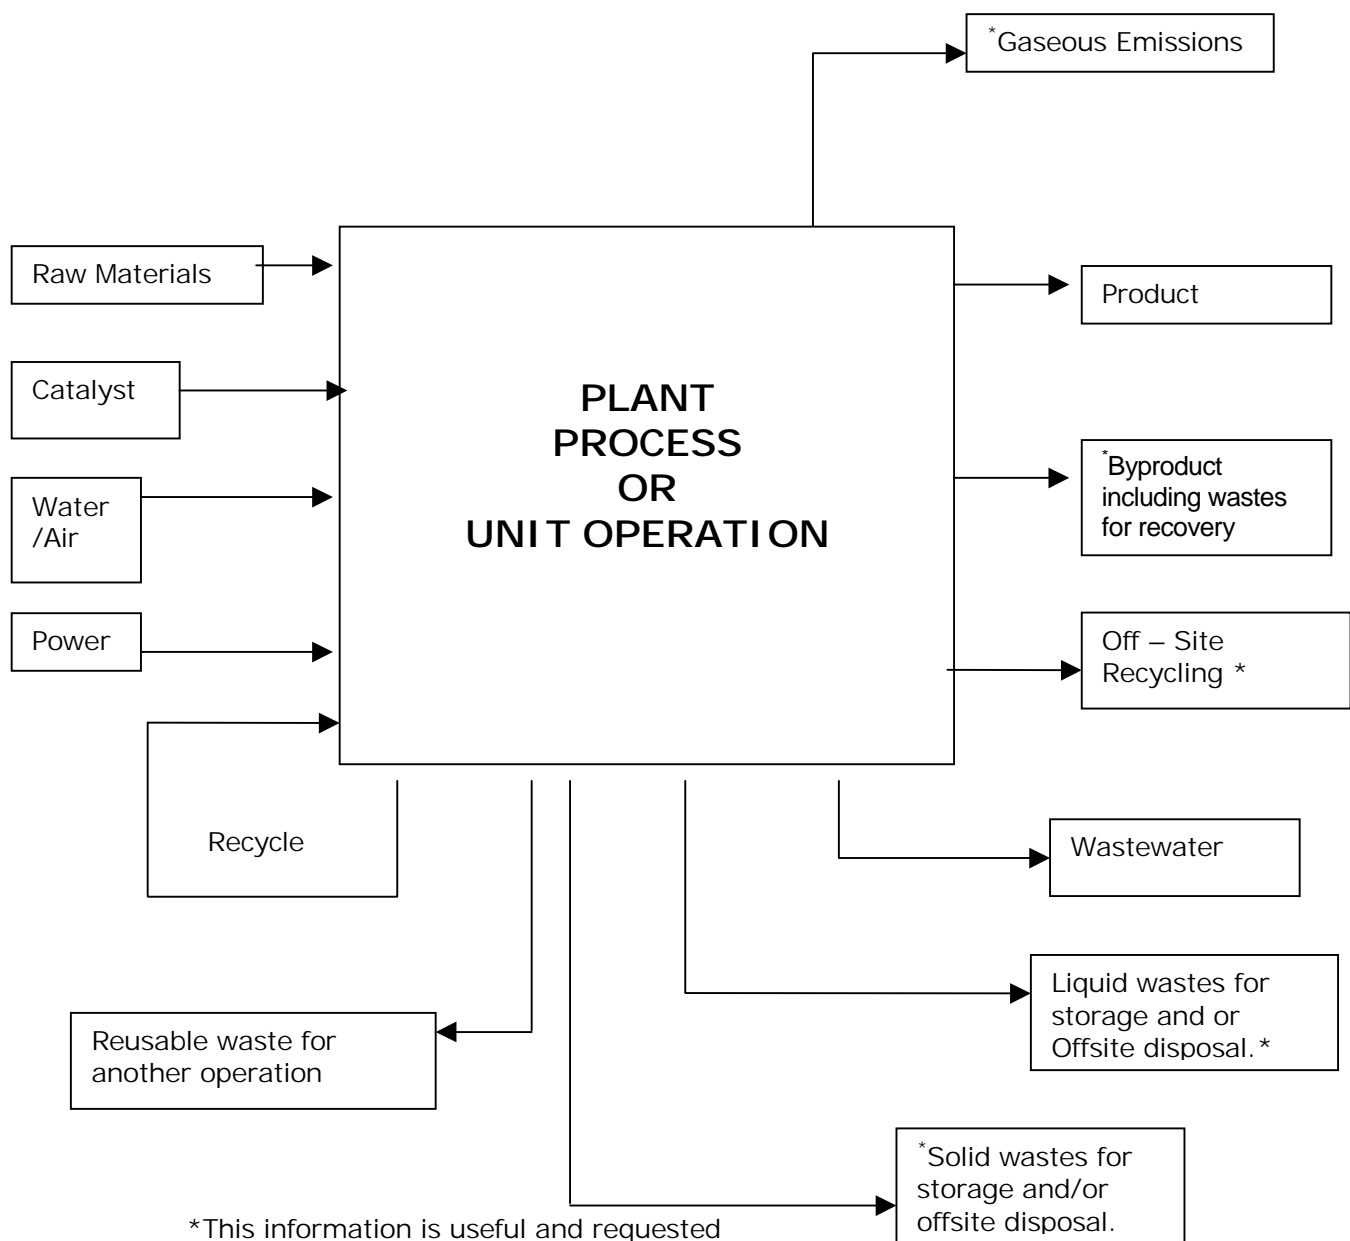 *Gaseous Emissions
Raw Materials
Product
Catalyst
PLANT
PROCESS
OR
UNIT OPERATION
*Byproduct
including wastes
for recovery
Water
/Air
Power
Off – Site
Recycling *
Recycle
Wastewater
Liquid wastes for
storage and or
Offsite disposal.*
Reusable waste for
another operation
*Solid wastes for
storage and/or
offsite disposal.
*This information is useful and requested